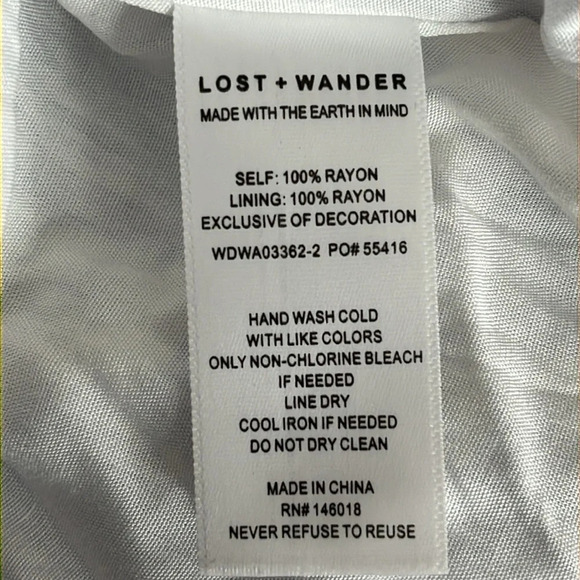 LOST + WANDER
MADE WITH THE EARTH IN MIND
SELF: 100% RAYON
LINING: 100% RAYON
EXCLUSIVE OF DECORATION
WDWA03362-2 PO# 55416
HAND WASH COLD
WITH LIKE COLORS
ONLY NON-CHLORINE BLEACH
IF NEEDED
LINE DRY
COOL IRON IF NEEDED
DO NOT DRY CLEAN
MADE IN CHINA
RN# 146018
NEVER REFUSE TO REUSE